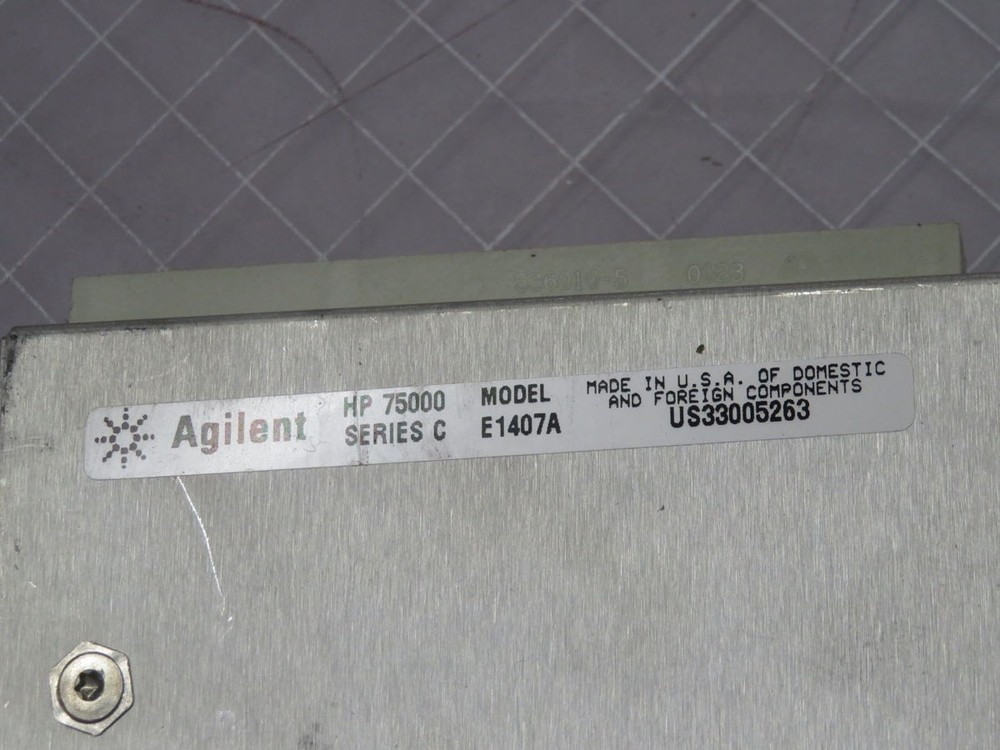 Agilent
HP 75000
SERIES C
MODEL
E1407A
MADE IN U.S.A. OF DOMESTIC
AND FOREIGN COMPONENTS
US33005263